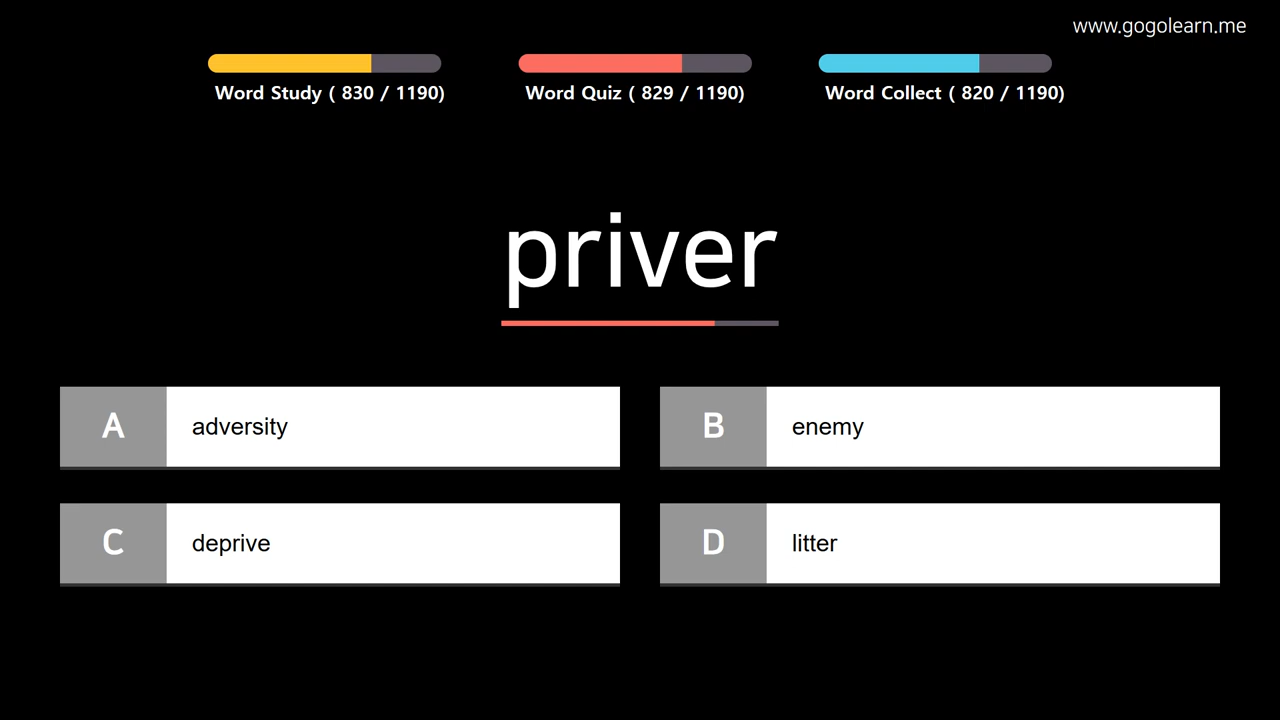 www.gogolearn.me
Word Study ( 830 / 1190)
Word Quiz ( 829 / 1190)
Word Collect ( 820 / 1190)
priver
A adversity
B enemy
C deprive
D litter